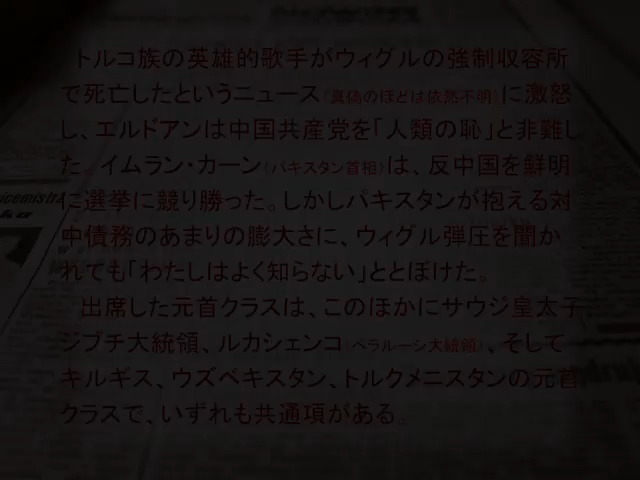 トルコ族の英雄的歌手がウィグルの強制収容所
で死亡したというニュース(真偽のほどは依然不明)に激怒
し、エルドアンは中国共産党を「人類の恥」と非難し
た。イムラン・カーン(パキスタン首相)は、反中国を鮮明
に選挙に競り勝った。しかしパキスタンが抱える対
中債務のあまりの膨大さに、ウィグル弾圧を聞か
れても「わたしはよく知らない」ととぼけた。
出席した元首クラスは、このほかにサウジ皇太子
ジブチ大統領、ルカシェンコ(ベラルーシ大統領)、そして
キルギス、ウズベキスタン、トルクメニスタンの元首
クラスで、いずれも共通項がある。